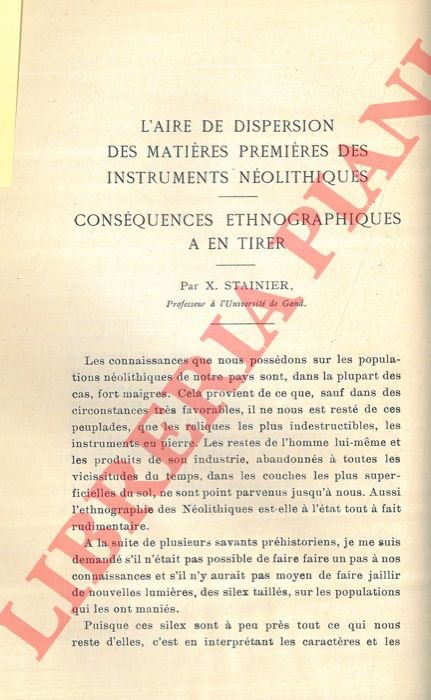 L'AIRE DE DISPERSION
DES MATIÈRES PREMIÈRES DES
INSTRUMENTS NÉOLITHIQUES
CONSÉQUENCES ETHNOGRAPHIQUES
A EN TIRER
Par X. STAINIER,
Professeur à l'Université de Gand.
Les connaissances que nous possédons sur les popula-
tions néolithiques de notre pays sont, dans la plupart des
cas, fort maigres. Cela provient de ce que, sauf dans des
circonstances très favorables, il ne nous est resté de ces
peuplades, que les reliques les plus indestructibles, les
instruments en pierre. Les restes de l'homme lui-même et
les produits de son industrie, abandonnés à toutes les
vicissitudes du temps, dans les couches les plus super-
ficielles du sol, ne sont point parvenus jusqu'à nous. Aussi
l'ethnographie des Néolithiques est-elle à l'état tout à fait
rudimentaire.
A la suite de plusieurs savants préhistoriens, je me suis
demandé s'il n'était pas possible de faire faire un pas à nos
connaissances et s'il n'y aurait pas moyen de faire jaillir
de nouvelles lumières, des silex taillés, sur les populations
qui les ont maniés.
Puisque ces silex sont à peu près tout ce qui nous
reste d'elles, c'est en interprétant les caractères et les
LIBRERIA PIANI